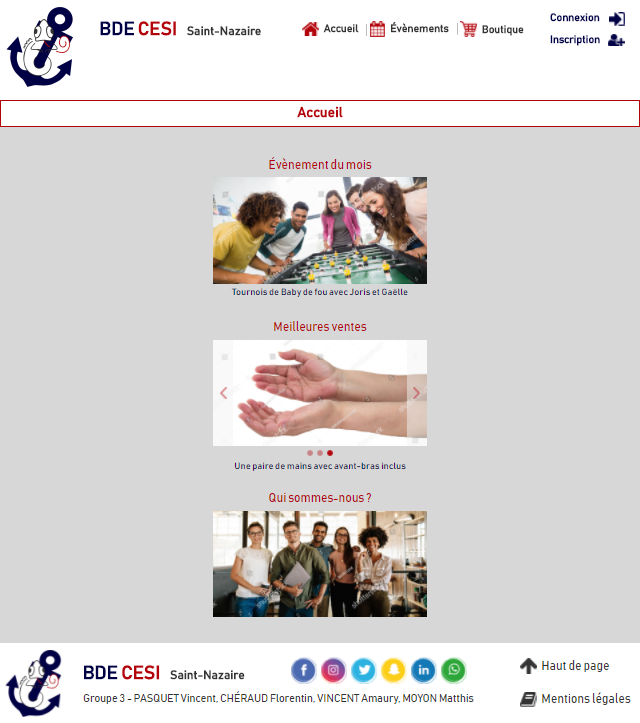 BDE CESI Saint-Nazaire
Accueil
Évènements
Boutique
Connexion
Inscription
Accueil
Évènement du mois
Tournois de Baby de fou avec Joris et Gaëlle
Meilleures ventes
Une paire de mains avec avant-bras inclus
Qui sommes-nous ?
BDE CESI Saint-Nazaire
Groupe 3 - PASQUET Vincent, CHÉRAUD Florentin, VINCENT Amaury, MOYON Matthis
Haut de page
Mentions légales